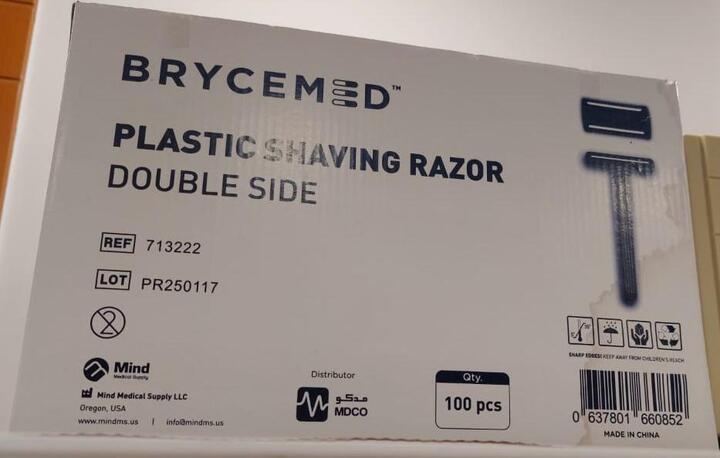 BRYCEMED™
PLASTIC SHAVING RAZOR
DOUBLE SIDE
REF 713222
LOT PR250117
2
Mind
Medical Supply
Mind Medical Supply LLC
Oregon, USA
www.mindms.us | info@mindms.us
Distributor
مدكو
MDCO
Qty.
100 pcs
SHARP EDGES! KEEP AWAY FROM CHILDREN'S REACH
0 637801 660852
MADE IN CHINA